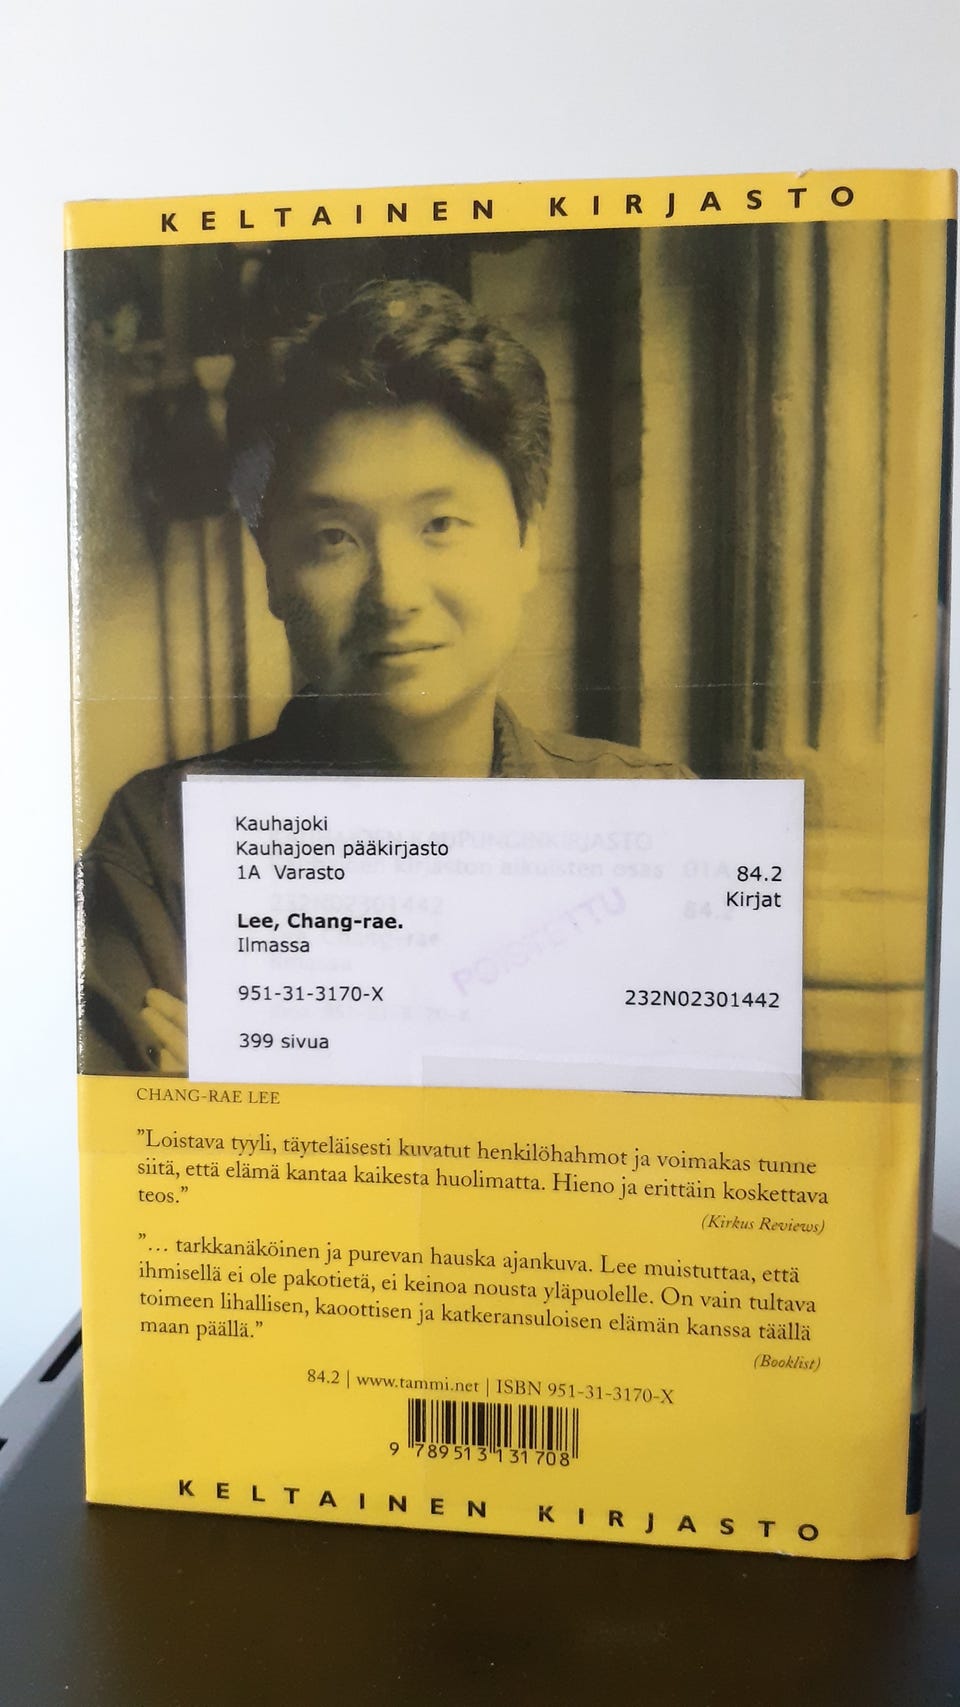 KELTAINEN KIRJASTO
Kauhajoki
Kauhajoen pääkirjasto
1A Varasto
84.2
Kirjat
Lee, Chang-rae.
Ilmassa
POISTETTU
951-31-3170-X
232N02301442
399 sivua
CHANG-RAE LEE
”Loistava tyyli, täyteläisesti kuvatut henkilöhahmot ja voimakas tunne
siitä, että elämä kantaa kaikesta huolimatta. Hieno ja erittäin koskettava
teos.”
(Kirkus Reviews)
”… tarkkanäköinen ja purevan hauska ajankuva. Lee muistuttaa, että
ihmisellä ei ole pakotietä, ei keinoa nousta yläpuolelle. On vain tultava
toimeen lihallisen, kaoottisen ja katkeransuloisen elämän kanssa täällä
maan päällä.”
(Booklist)
84.2 | www.tammi.net | ISBN 951-31-3170-X
9 789513 131708
KELTAINEN KIRJASTO